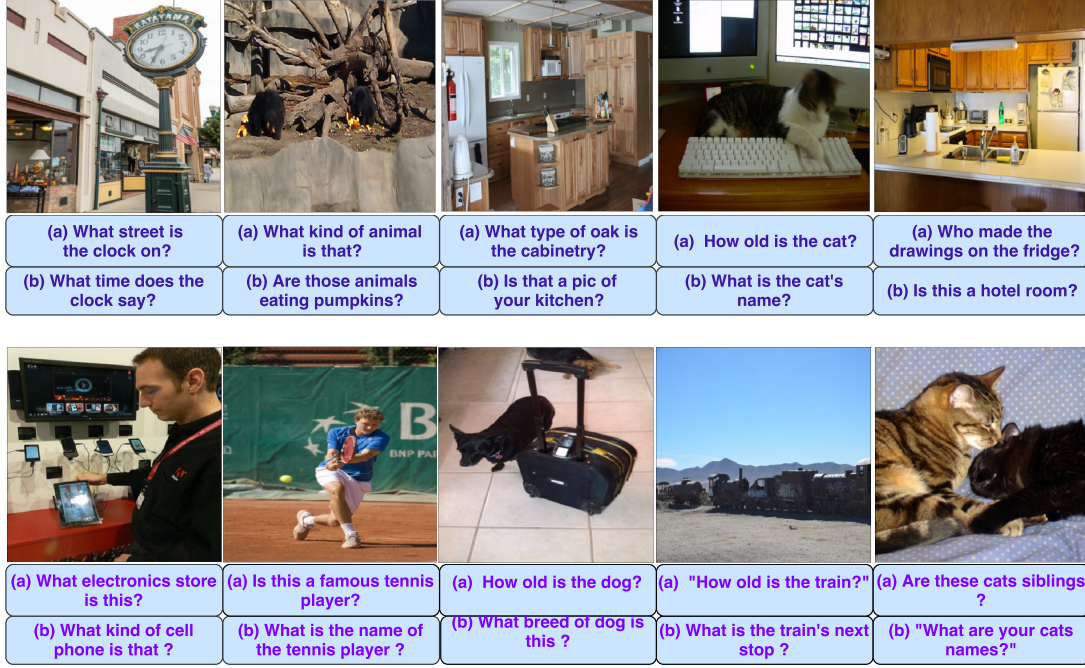 KATAYAMA
(a) What street is
the clock on?
(a) What kind of animal
is that?
(a) What type of oak is
the cabinetry?
(a) How old is the cat?
(a) Who made the
drawings on the fridge?
(b) What time does the
clock say?
(b) Are those animals
eating pumpkins?
(b) Is that a pic of
your kitchen?
(b) What is the cat's
name?
(b) Is this a hotel room?
B
BNP PAR
(a) What electronics store
is this?
(a) Is this a famous tennis
player?
(a) How old is the dog?
(a) "How old is the train?"
(a) Are these cats siblings
?
(b) What kind of cell
phone is that ?
(b) What is the name of
the tennis player ?
(b) What breed of dog is
this ?
(b) What is the train's next
stop ?
(b) "What are your cats
names?"